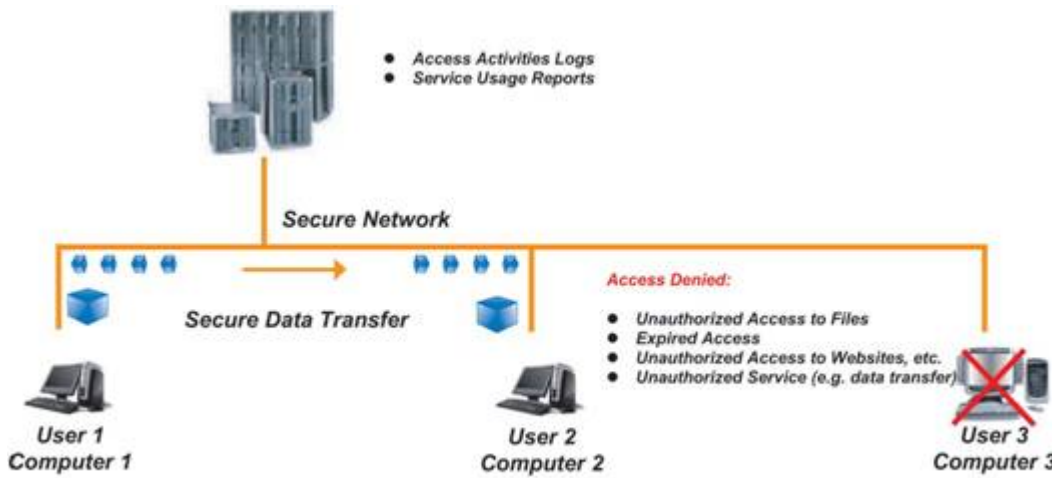 Access Activities Logs
Service Usage Reports
Secure Network
Access Denied:
Secure Data Transfer
Unauthorized Access to Files
Expired Access
Unauthorized Access to Websites, etc.
Unauthorized Service (e.g. data transfer)
User 1
Computer 1
User 2
Computer 2
User 3
Computer 3